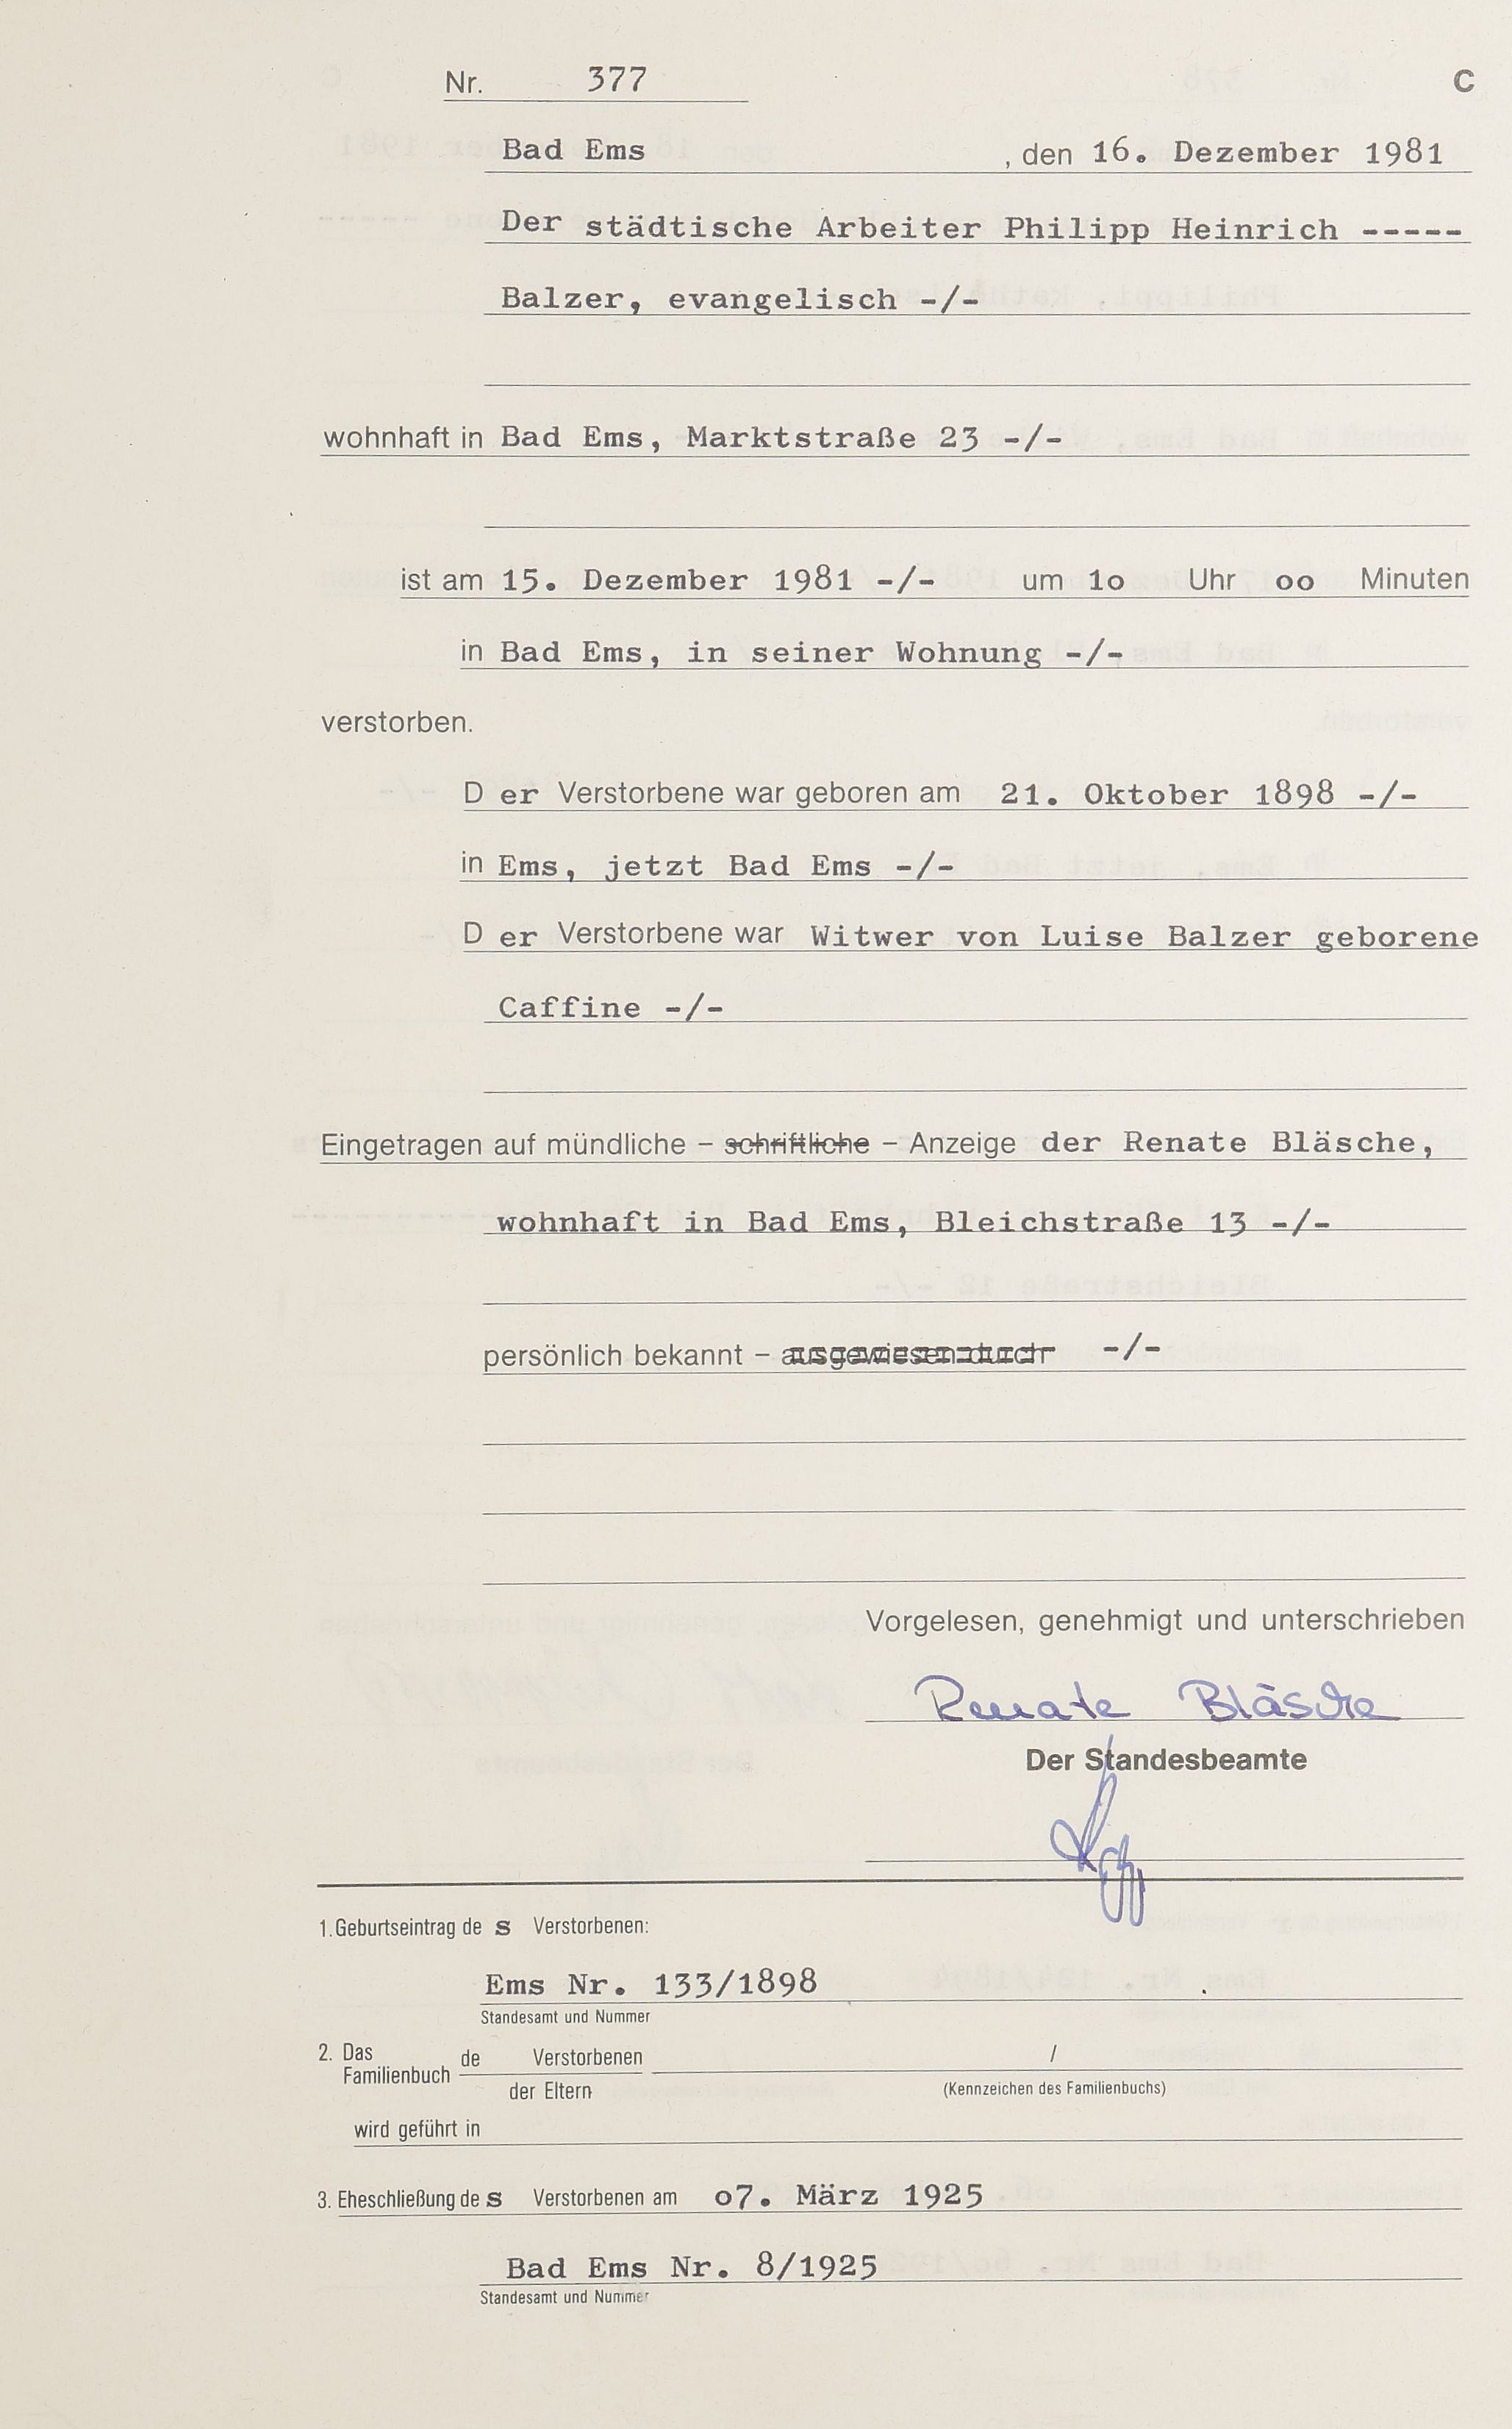 Nr. 377 C
Bad Ems , den 16. Dezember 1981
Der städtische Arbeiter Philipp Heinrich -----
Balzer, evangelisch -/-
wohnhaft in Bad Ems, Marktstraße 23 -/-
ist am 15. Dezember 1981 -/- um 1o Uhr oo Minuten
in Bad Ems, in seiner Wohnung -/-
verstorben.
D er Verstorbene war geboren am 21. Oktober 1898 -/-
in Ems, jetzt Bad Ems -/-
D er Verstorbene war Witwer von Luise Balzer geborene
Caffine -/-
Eingetragen auf mündliche – schriftliche – Anzeige der Renate Bläsche,
wohnhaft in Bad Ems, Bleichstraße 13 -/-
persönlich bekannt – ausgewiesen durch -/-
Vorgelesen, genehmigt und unterschrieben
Renate Bläsche
Der Standesbeamte
1. Geburtseintrag de s Verstorbenen:
Ems Nr. 133/1898
Standesamt und Nummer
2. Das Familienbuch de Verstorbenen /
der Eltern (Kennzeichen des Familienbuchs)
wird geführt in
3. Eheschließung de s Verstorbenen am o7. März 1925
Bad Ems Nr. 8/1925
Standesamt und Nummer